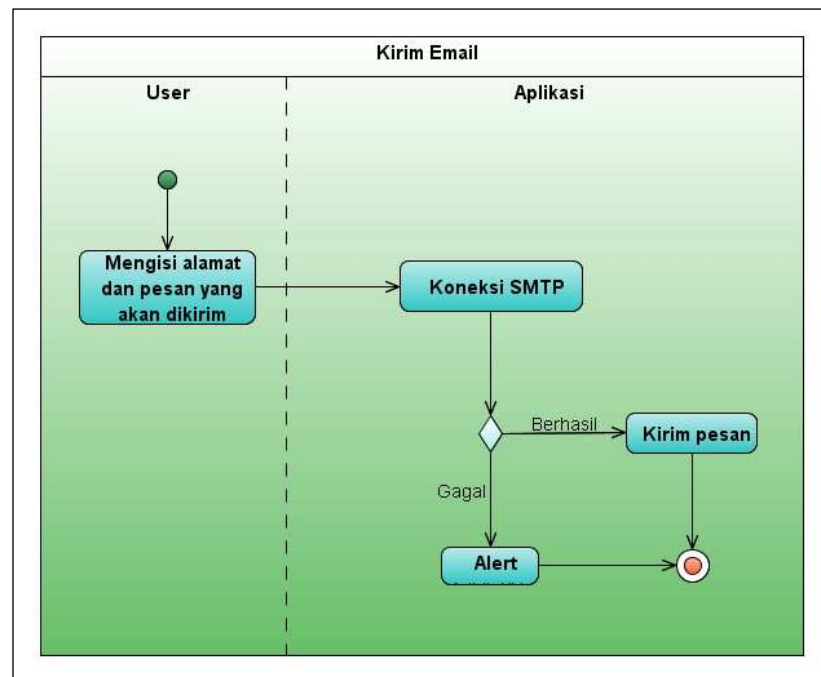 Kirim Email
User
Aplikasi
Mengisi alamat
dan pesan yang
akan dikirim
Koneksi SMTP
Berhasil
Kirim pesan
Gagal
Alert